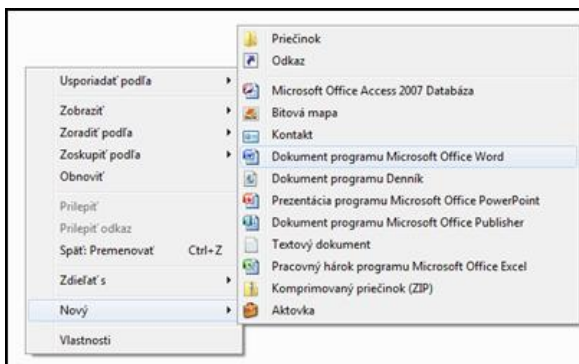 Usporiadať podľa
Zobraziť
Zoradiť podľa
Zoskupiť podľa
Obnoviť
Prilepiť
Prilepiť odkaz
Späť: Premenovať Ctrl+Z
Zdieľať s
Nový
Vlastnosti
Priečinok
Odkaz
Microsoft Office Access 2007 Databáza
Bitová mapa
Kontakt
Dokument programu Microsoft Office Word
Dokument programu Denník
Prezentácia programu Microsoft Office PowerPoint
Dokument programu Microsoft Office Publisher
Textový dokument
Pracovný hárok programu Microsoft Office Excel
Komprimovaný priečinok (ZIP)
Aktovka